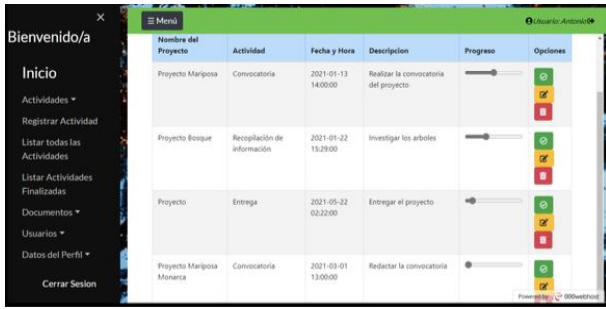 ×
Bienvenido/a
Inicio
Actividades
Registrar Actividad
Listar todas las
Actividades
Listar Actividades
Finalizadas
Documentos
Usuarios
Datos del Perfil
Cerrar Sesion
☰ Menú
Usuario: Antonio
Nombre del
Proyecto Actividad Fecha y Hora Descripcion Progreso Opciones
Proyecto Mariposa Convocatoria 2021-01-13 Realizar la convocatoria
14:00:00 del proyecto
Proyecto Bosque Recopilación de 2021-01-22 Investigar los arboles
información 15:29:00
Proyecto Entrega 2021-05-22 Entregar el proyecto
02:22:00
Proyecto Mariposa Convocatoria 2021-03-01 Redactar la convocatoria
Monarca 13:00:00
Powered by 000webhost